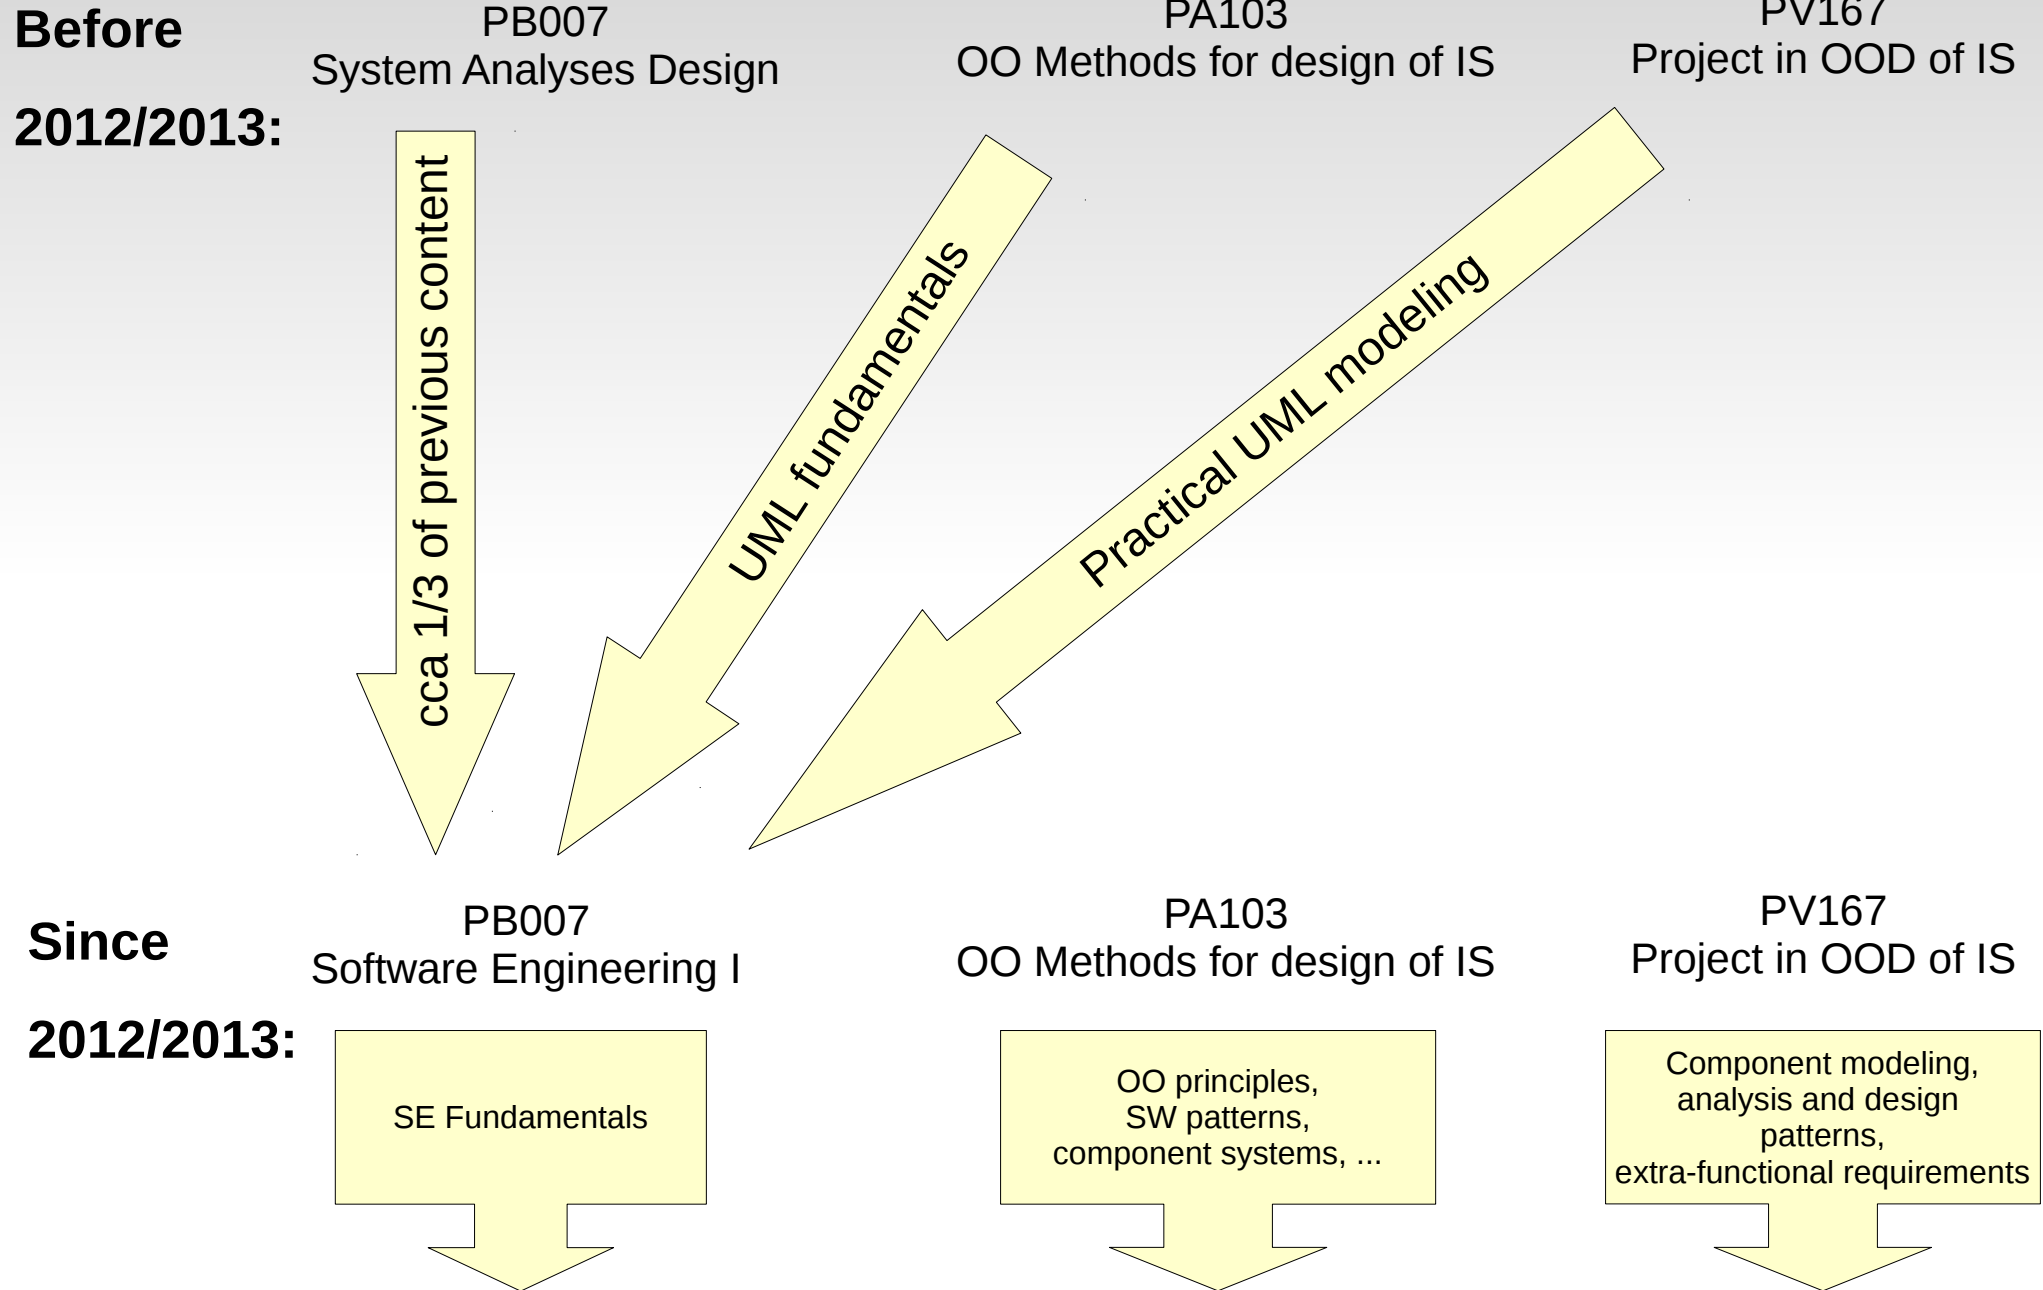 Before
2012/2013:
PB007
System Analyses Design
PA103
OO Methods for design of IS
PV167
Project in OOD of IS
cca 1/3 of previous content
UML fundamentals
Practical UML modeling
Since
2012/2013:
PB007
Software Engineering I
PA103
OO Methods for design of IS
PV167
Project in OOD of IS
SE Fundamentals
OO principles,
SW patterns,
component systems, ...
Component modeling,
analysis and design
patterns,
extra-functional requirements